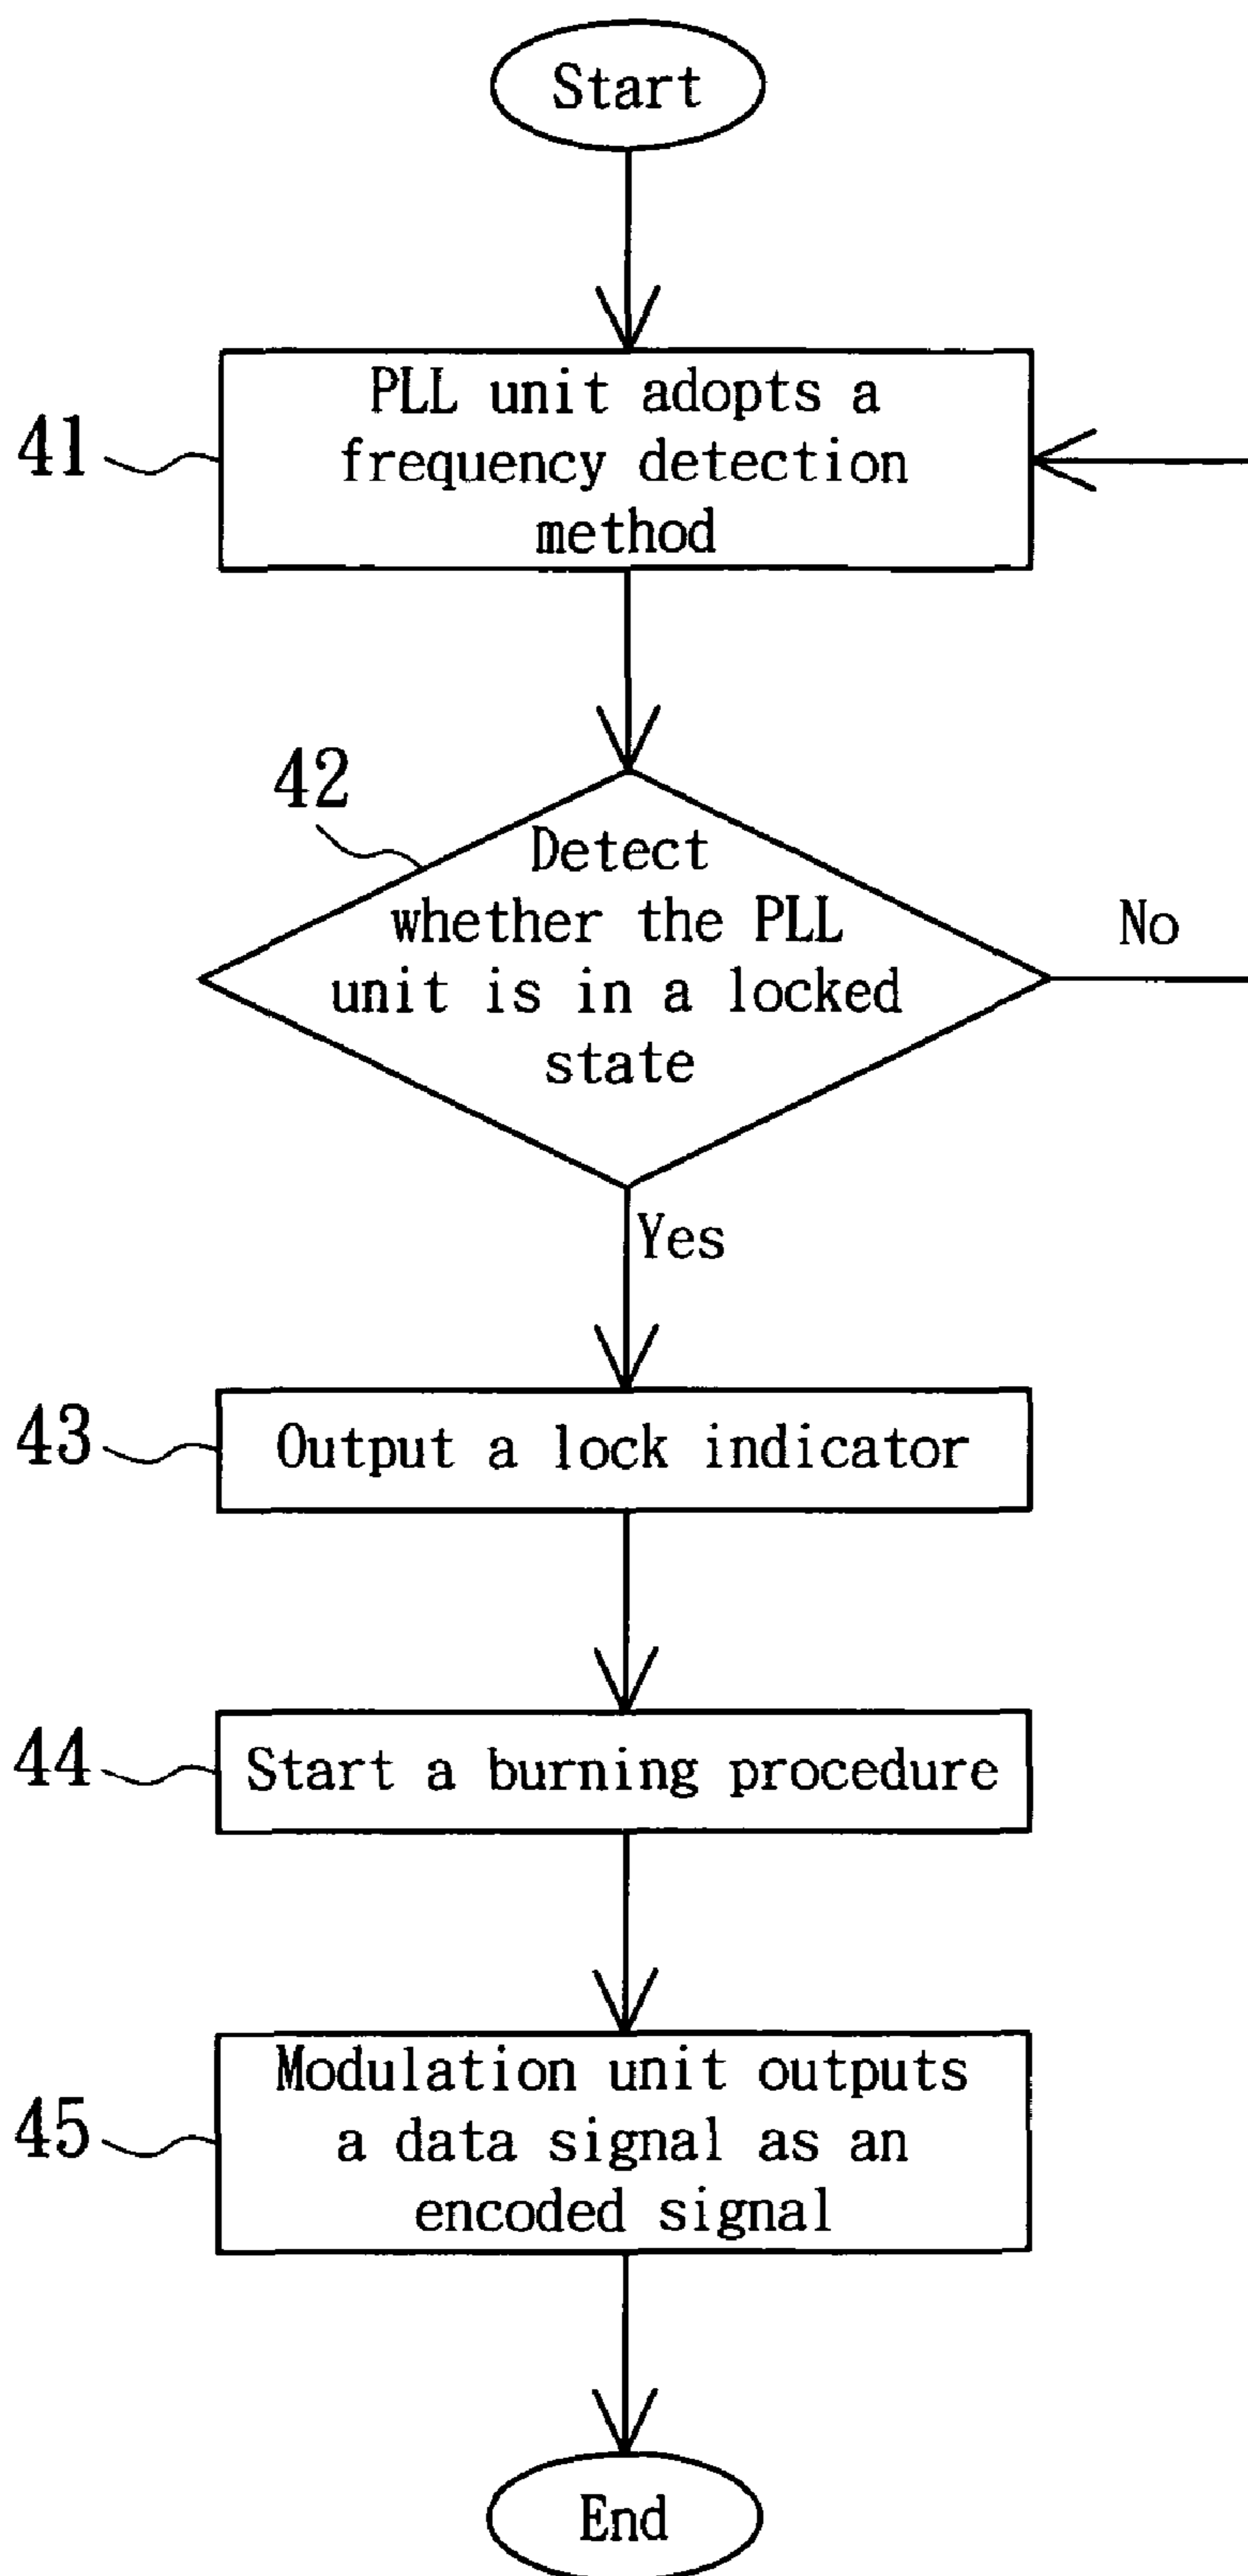 Start
41
PLL unit adopts a
frequency detection
method
42
Detect
whether the PLL
unit is in a locked
state
No
Yes
43
Output a lock indicator
44
Start a burning procedure
45
Modulation unit outputs
a data signal as an
encoded signal
End